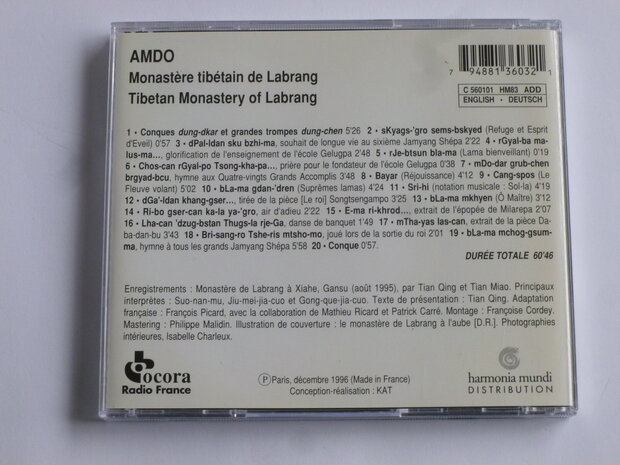 AMDO
Monastère tibétain de Labrang
Tibetan Monastery of Labrang
7 94881 36032 1
C 560101 HM83 ADD
ENGLISH • DEUTSCH
1 • Conques dung-dkar et grandes trompes dung-chen 5'26 2 • sKyags-'gro sems-bskyed (Refuge et Esprit
d'Eveil) 0'57 3 • dPal-ldan sku bzhi-ma, souhait de longue vie au sixième Jamyang Shépa 2'22 4 • rGyal-ba ma-
lus-ma..., glorification de l'enseignement de l'école Gelugpa 2'48 5 • rJe-btsun bla-ma (Lama bienveillant) 0'19
6 • Chos-can rGyal-po Tsong-kha-pa..., prière pour le fondateur de l'école Gelugpa 0'38 7 • mDo-dar grub-chen
brgyad-bcu, hymne aux Quatre-vingts Grands Accomplis 3'48 8 • Bayar (Réjouissance) 4'12 9 • Cang-spos (Le
Fleuve volant) 5'02 10 • bLa-ma gdan-'dren (Suprêmes lamas) 4'24 11 • Sri-hi (notation musicale : Sol-la) 4'19
12 • dGa'-ldan khang-gser..., tirée de la pièce [Le roi] Songtsengampo 3'25 13 • bLa-ma mkhyen (Ô Maître) 3'12
14 • Ri-bo gser-can ka-la ya-'gro, air d'adieu 2'22 15 • E-ma ri-khrod..., extrait de l'épopée de Milarepa 2'07
16 • Lha-can 'dzug-bstan Thugs-la rje-Ga, danse de banquet 1'49 17 • mTha-yas las-can, extrait de la pièce Da-
ba-dan-bu 3'43 18 • Bri-sang-ro Tshe-ris mtsho-mo, joué lors de la sortie du roi 2'01 19 • bLa-ma mchog-gsum-
ma, hymne à tous les grands Jamyang Shépa 5'58 20 • Conque 0'57.
DURÉE TOTALE 60'46
Enregistrements : Monastère de Labrang à Xiahe, Gansu (août 1995), par Tian Qing et Tian Miao. Principaux
interprètes : Suo-nan-mu, Jiu-mei-jia-cuo et Gong-que-jia-cuo. Texte de présentation : Tian Qing. Adaptation
française : François Picard, avec la collaboration de Mathieu Ricard et Patrick Carré. Montage : Françoise Cordey.
Mastering : Philippe Malidin. Illustration de couverture : le monastère de Labrang à l'aube [D.R.]. Photographies
intérieures, Isabelle Charleux.
ocora
Radio France
Ⓟ Paris, décembre 1996 (Made in France)
Conception-réalisation : KAT
harmonia mundi
DISTRIBUTION